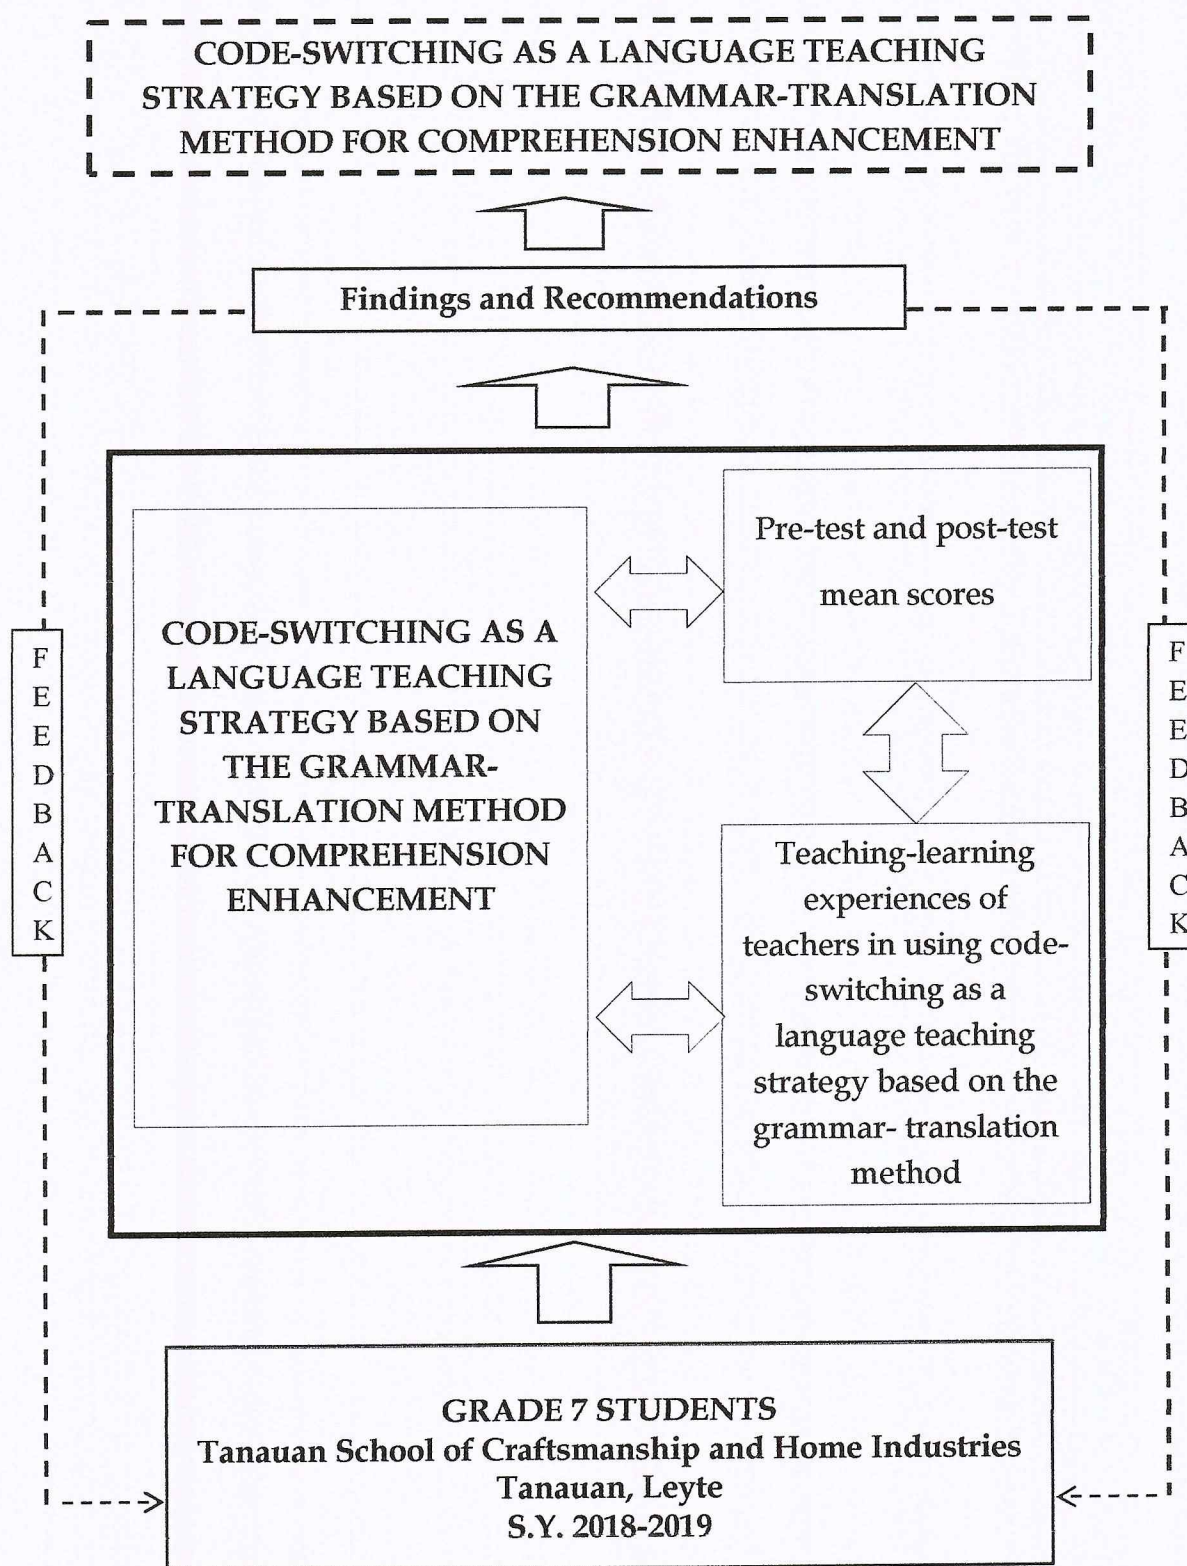 CODE-SWITCHING AS A LANGUAGE TEACHING
STRATEGY BASED ON THE GRAMMAR-TRANSLATION
METHOD FOR COMPREHENSION ENHANCEMENT
Findings and Recommendations
CODE-SWITCHING AS A
LANGUAGE TEACHING
STRATEGY BASED ON
THE GRAMMAR-
TRANSLATION METHOD
FOR COMPREHENSION
ENHANCEMENT
Pre-test and post-test
mean scores
Teaching-learning
experiences of
teachers in using code-
switching as a
language teaching
strategy based on the
grammar- translation
method
F
E
E
D
B
A
C
K
F
E
E
D
B
A
C
K
GRADE 7 STUDENTS
Tanauan School of Craftsmanship and Home Industries
Tanauan, Leyte
S.Y. 2018-2019